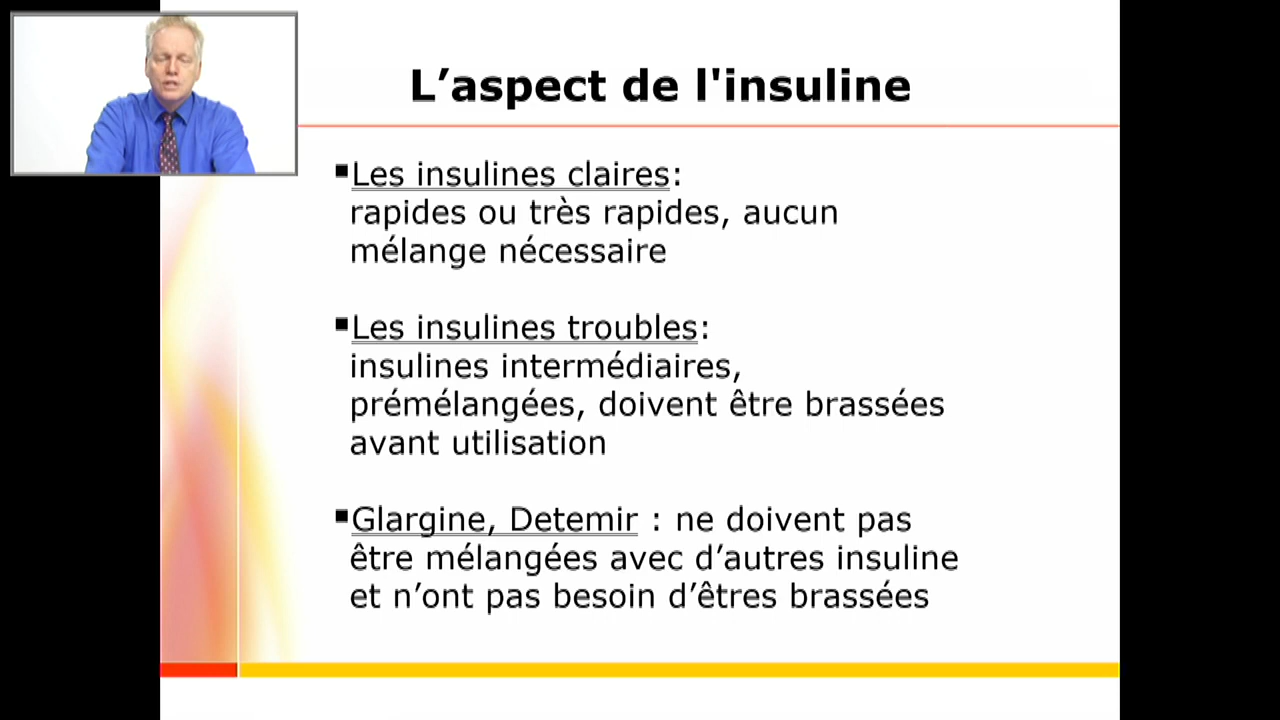 L’aspect de l'insuline
▪Les insulines claires:
rapides ou très rapides, aucun
mélange nécessaire
▪Les insulines troubles:
insulines intermédiaires,
prémélangées, doivent être brassées
avant utilisation
▪Glargine, Detemir : ne doivent pas
être mélangées avec d’autres insuline
et n’ont pas besoin d’êtres brassées